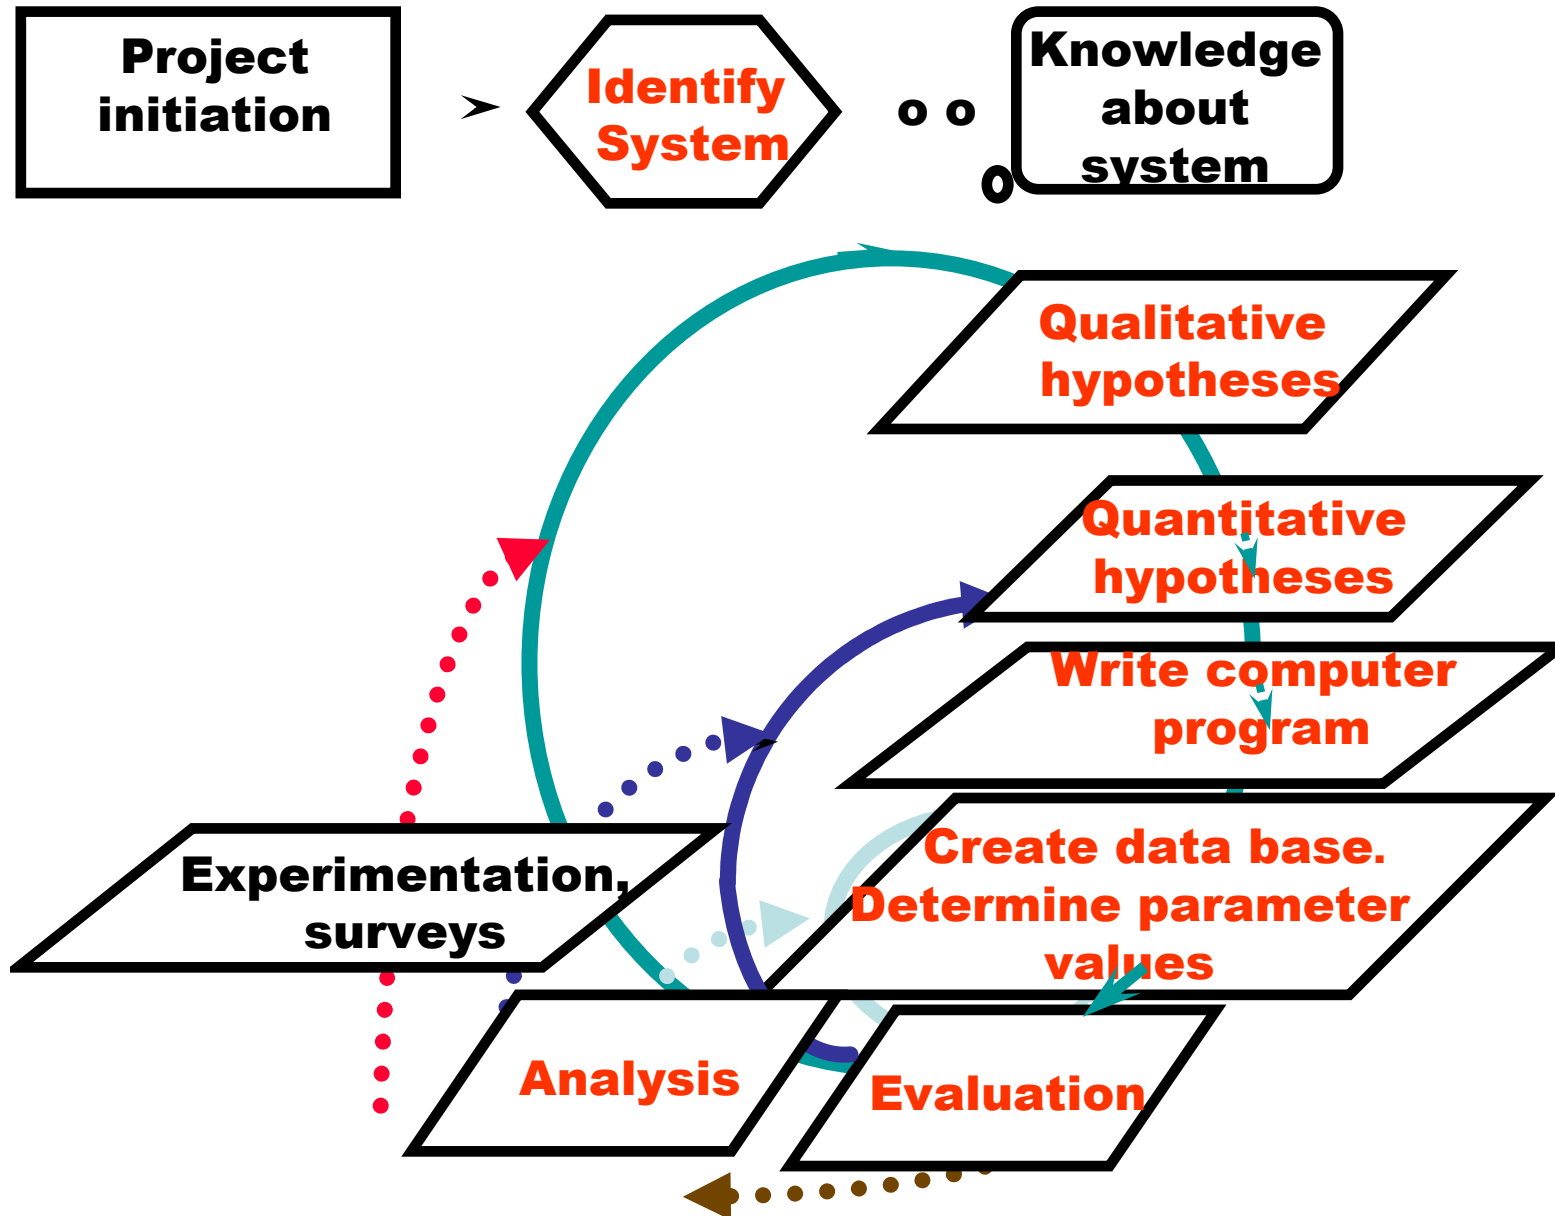 Project
initiation
Identify
System
o o
Knowledge
about
system
o
Qualitative
hypotheses
Quantitative
hypotheses
Write computer
program
Create data base.
Determine parameter
values
Experimentation,
surveys
Analysis
Evaluation